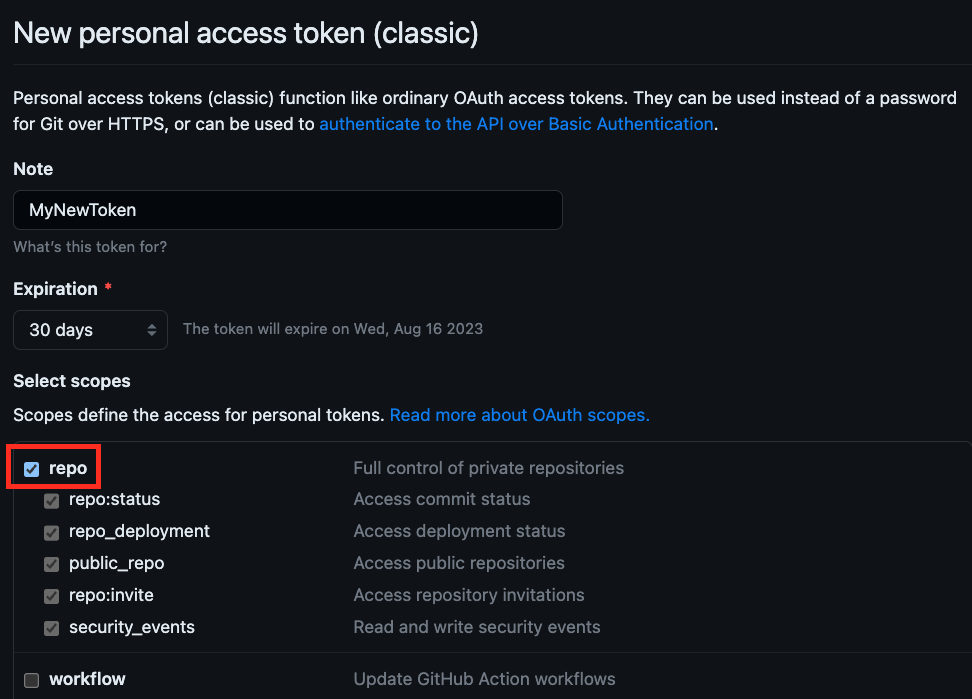 New personal access token (classic)
Personal access tokens (classic) function like ordinary OAuth access tokens. They can be used instead of a password
for Git over HTTPS, or can be used to authenticate to the API over Basic Authentication.
Note
MyNewToken
What's this token for?
Expiration *
30 days The token will expire on Wed, Aug 16 2023
Select scopes
Scopes define the access for personal tokens. Read more about OAuth scopes.
repo Full control of private repositories
repo:status Access commit status
repo_deployment Access deployment status
public_repo Access public repositories
repo:invite Access repository invitations
security_events Read and write security events
workflow Update GitHub Action workflows